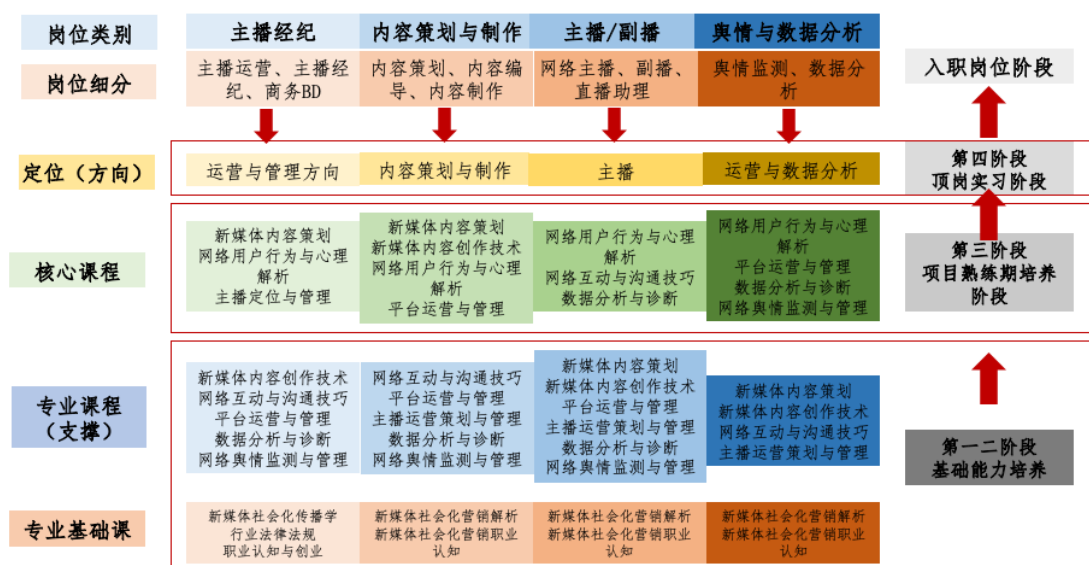 岗位类别
主播经纪
内容策划与制作
主播/副播
舆情与数据分析
岗位细分
主播运营、主播经
纪、商务BD
内容策划、内容编
导、内容制作
网络主播、副播、
直播助理
舆情监测、数据分
析
入职岗位阶段
定位（方向）
运营与管理方向
内容策划与制作
主播
运营与数据分析
第四阶段
顶岗实习阶段
核心课程
新媒体内容策划
网络用户行为与心理
解析
主播定位与管理
新媒体内容策划
新媒体内容创作技术
网络用户行为与心理
解析
平台运营与管理
网络用户行为与心理
解析
网络互动与沟通技巧
数据分析与诊断
网络用户行为与心理
解析
平台运营与管理
数据分析与诊断
网络舆情监测与管理
第三阶段
项目熟练期培养
阶段
专业课程
（支撑）
新媒体内容创作技术
网络互动与沟通技巧
平台运营与管理
数据分析与诊断
网络舆情监测与管理
网络互动与沟通技巧
平台运营与管理
主播运营策划与管理
数据分析与诊断
网络舆情监测与管理
新媒体内容策划
新媒体内容创作技术
平台运营与管理
主播运营策划与管理
数据分析与诊断
网络舆情监测与管理
新媒体内容策划
新媒体内容创作技术
网络互动与沟通技巧
主播运营策划与管理
第一二阶段
基础能力培养
专业基础课
新媒体社会化传播学
行业法律法规
职业认知与创业
新媒体社会化营销解析
新媒体社会化营销职业
认知
新媒体社会化营销解析
新媒体社会化营销职业
认知
新媒体社会化营销解析
新媒体社会化营销职业
认知